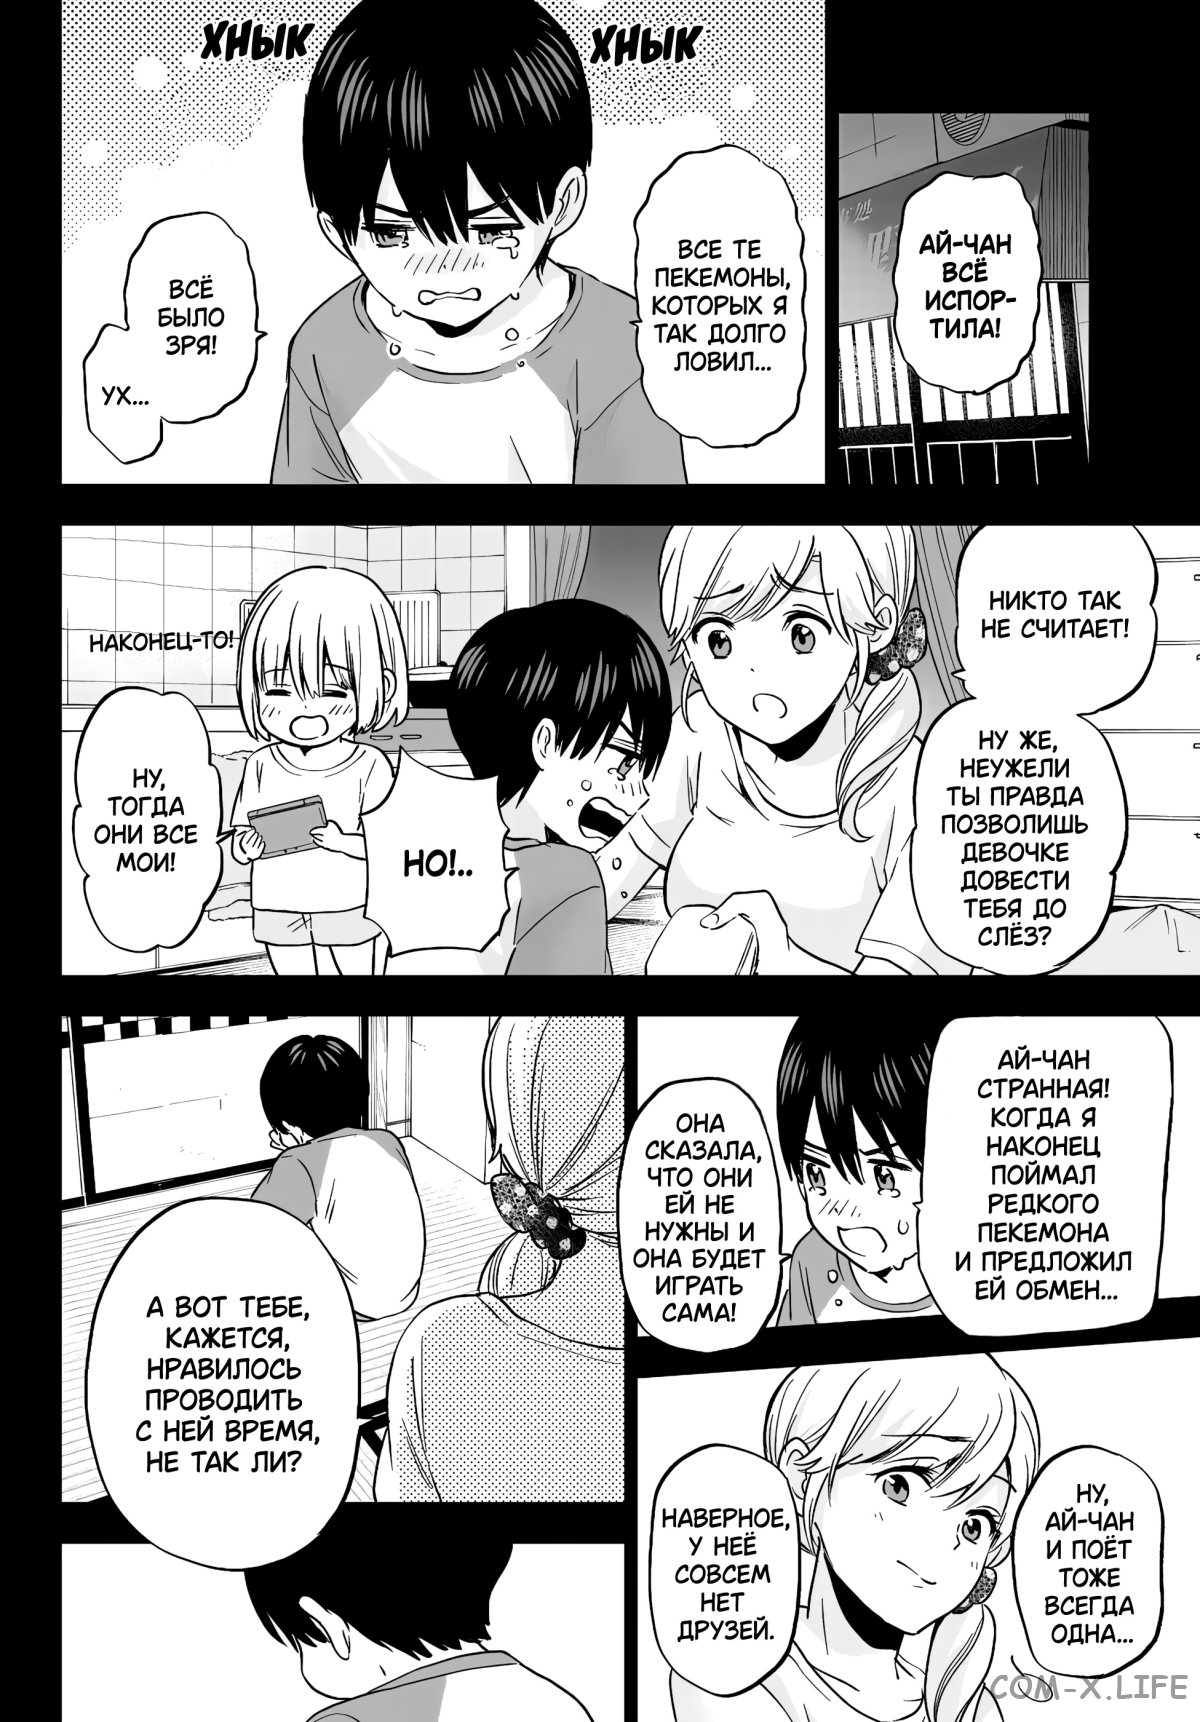 АЙ-ЧАН
ВСЁ
ИСПОР-
ТИЛА!
ХНЫК
ХНЫК
ВСЕ ТЕ
ПЕКЕМОНЫ,
КОТОРЫХ Я
ТАК ДОЛГО
ЛОВИЛ...
ВСЁ
БЫЛО
ЗРЯ!
УХ...
НИКТО ТАК
НЕ СЧИТАЕТ!
НУ ЖЕ,
НЕУЖЕЛИ
ТЫ ПРАВДА
ПОЗВОЛИШЬ
ДЕВОЧКЕ
ДОВЕСТИ
ТЕБЯ ДО
СЛЁЗ?
НО!..
НАКОНЕЦ-ТО!
НУ,
ТОГДА
ОНИ ВСЕ
МОИ!
АЙ-ЧАН
СТРАННАЯ!
КОГДА Я
НАКОНЕЦ
ПОЙМАЛ
РЕДКОГО
ПЕКЕМОНА
И ПРЕДЛОЖИЛ
ЕЙ ОБМЕН...
ОНА
СКАЗАЛА,
ЧТО ОНИ
ЕЙ НЕ
НУЖНЫ И
ОНА БУДЕТ
ИГРАТЬ
САМА!
НУ,
АЙ-ЧАН
И ПОЁТ
ТОЖЕ
ВСЕГДА
ОДНА...
НАВЕРНОЕ,
У НЕЁ
СОВСЕМ
НЕТ
ДРУЗЕЙ.
А ВОТ ТЕБЕ,
КАЖЕТСЯ,
НРАВИЛОСЬ
ПРОВОДИТЬ
С НЕЙ ВРЕМЯ,
НЕ ТАК ЛИ?
COM-X.LIFE